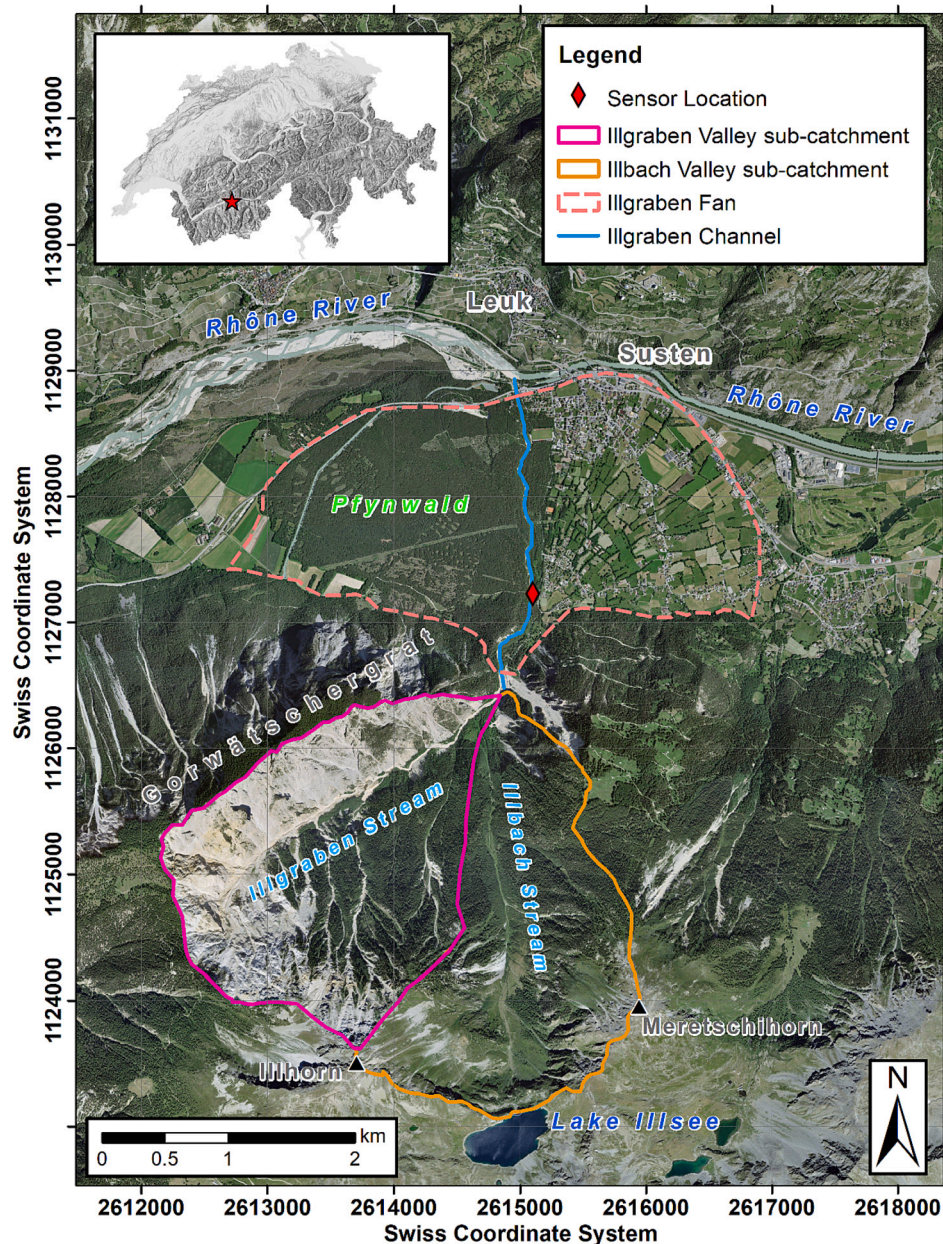 Legend
Sensor Location
Illgraben Valley sub-catchment
Illbach Valley sub-catchment
Illgraben Fan
Illgraben Channel
Swiss Coordinate System
1131000
1130000
1129000
1128000
1127000
1126000
1125000
1124000
Leuk
Rhône River
Susten
Rhône River
Pfynwald
Gorwätschergrat
Illgraben Stream
Illbach Stream
Meretschihorn
Illhorn
Lake Illsee
N
km
0 0.5 1 2
2612000 2613000 2614000 2615000 2616000 2617000 2618000
Swiss Coordinate System